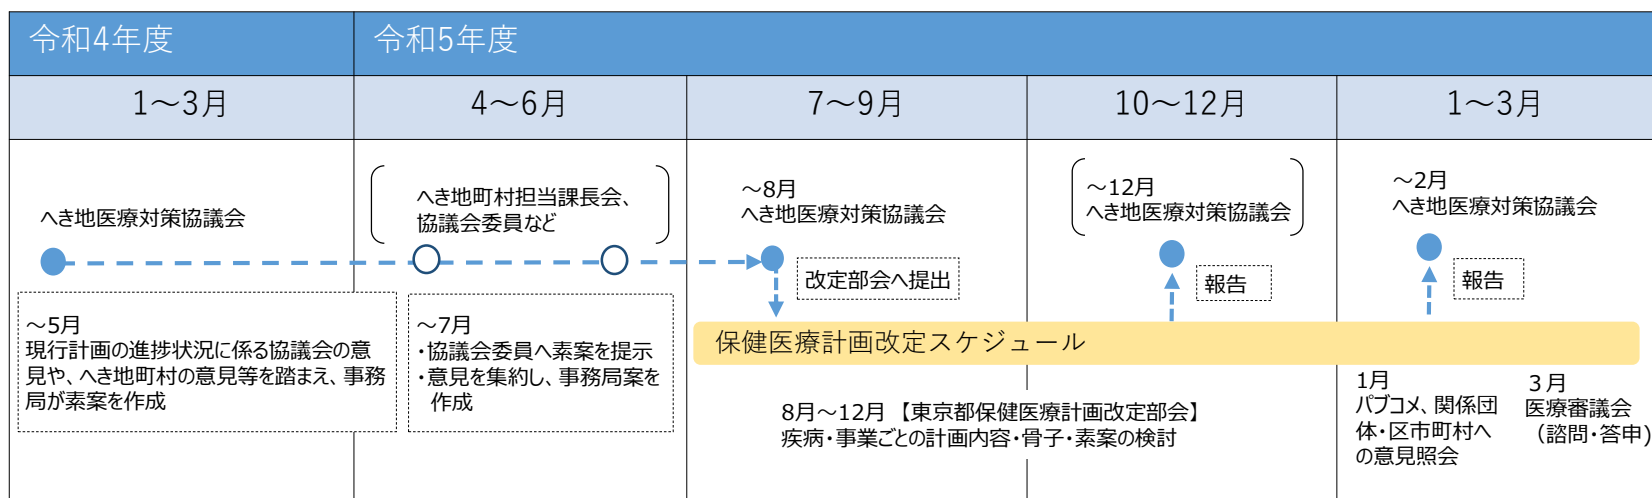 令和4年度
令和5年度
1～3月
4～6月
7～9月
10～12月
1～3月
へき地医療対策協議会
～5月
現行計画の進捗状況に係る協議会の意
見や、へき地町村の意見等を踏まえ、事務
局が素案を作成
へき地町村担当課長会、
協議会委員など
～7月
・協議会委員へ素案を提示
・意見を集約し、事務局案を
作成
～8月
へき地医療対策協議会
改定部会へ提出
～12月
へき地医療対策協議会
報告
～2月
へき地医療対策協議会
報告
保健医療計画改定スケジュール
8月～12月 【東京都保健医療計画改定部会】
疾病・事業ごとの計画内容・骨子・素案の検討
1月
パブコメ、関係団
体・区市町村へ
の意見照会
３月
医療審議会
（諮問・答申)